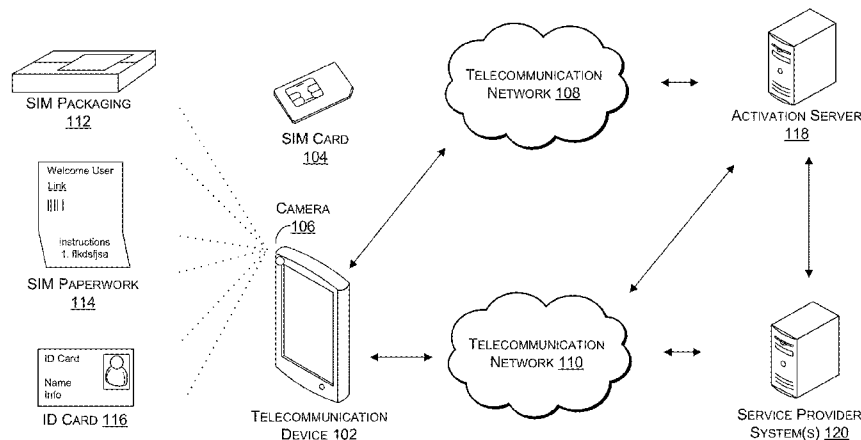 SIM PACKAGING
112
SIM CARD
104
TELECOMMUNICATION
NETWORK 108
ACTIVATION SERVER
118
Welcome User
Link
Instructions
1. flkdsfjsa
SIM PAPERWORK
114
CAMERA
106
TELECOMMUNICATION
NETWORK 110
ID Card
Name
Info
ID CARD 116
TELECOMMUNICATION
DEVICE 102
SERVICE PROVIDER
SYSTEM(S) 120